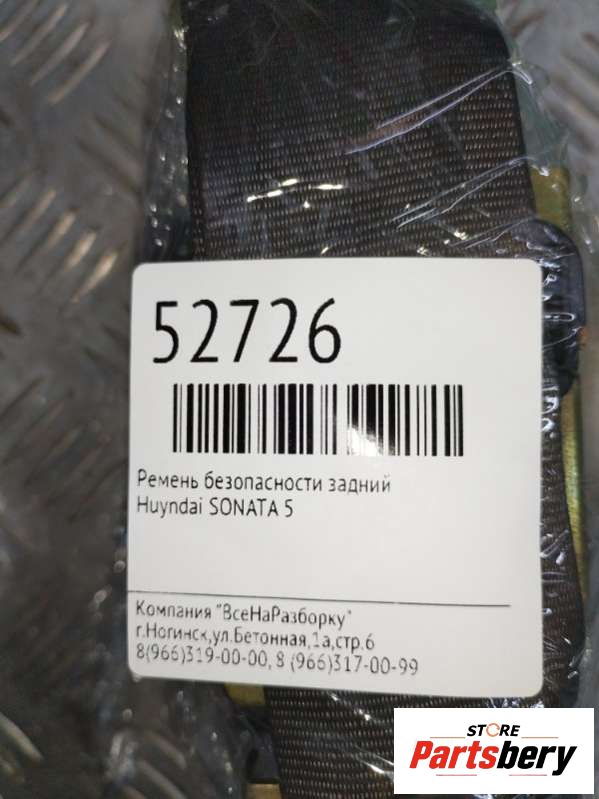 52726
Ремень безопасности задний
Huyndai SONATA 5
Компания "ВсеНаРазборку"
г.Ногинск,ул.Бетонная,1а,стр.6
8(966)319-00-00, 8 (966)317-00-99
STORE
Partsbery